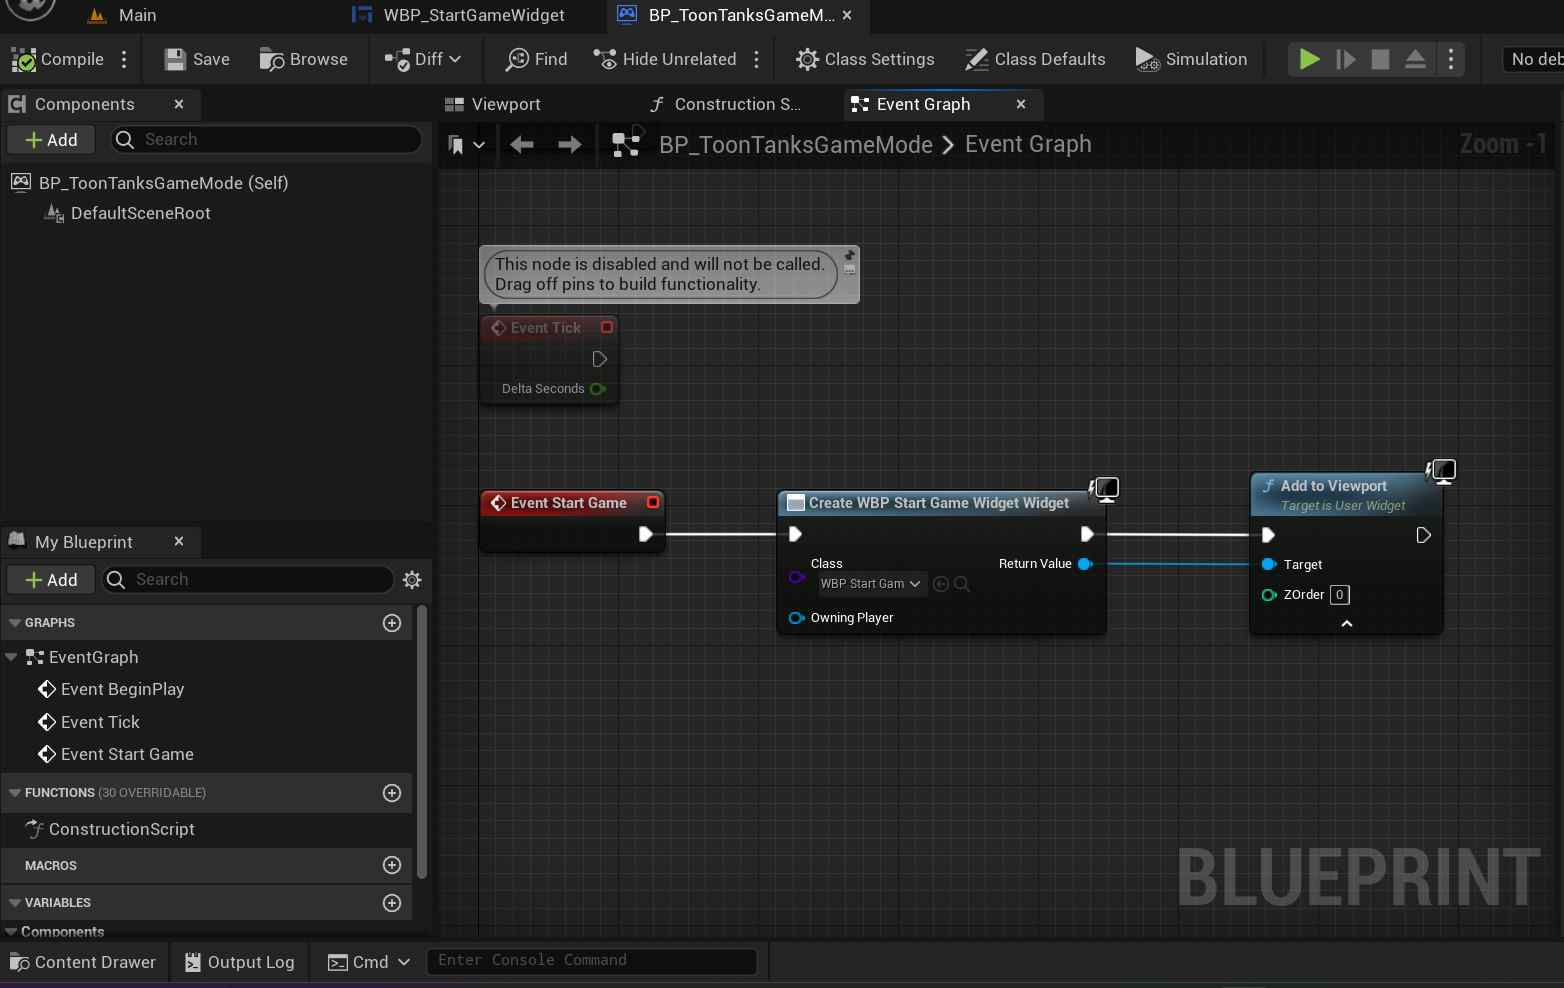 Main
WBP_StartGameWidget
BP_ToonTanksGameM...
Compile
Save
Browse
Diff
Find
Hide Unrelated
Class Settings
Class Defaults
Simulation
No deb
Components
Viewport
Construction S...
Event Graph
Add
Search
BP_ToonTanksGameMode > Event Graph
Zoom -1
BP_ToonTanksGameMode (Self)
DefaultSceneRoot
This node is disabled and will not be called.
Drag off pins to build functionality.
Event Tick
Delta Seconds
Event Start Game
Create WBP Start Game Widget Widget
Class
WBP Start Gam
Return Value
Owning Player
Add to Viewport
Target is User Widget
Target
ZOrder 0
My Blueprint
Add
Search
GRAPHS
EventGraph
Event BeginPlay
Event Tick
Event Start Game
FUNCTIONS (30 OVERRIDABLE)
ConstructionScript
MACROS
VARIABLES
Components
BLUEPRINT
Content Drawer
Output Log
Cmd
Enter Console Command